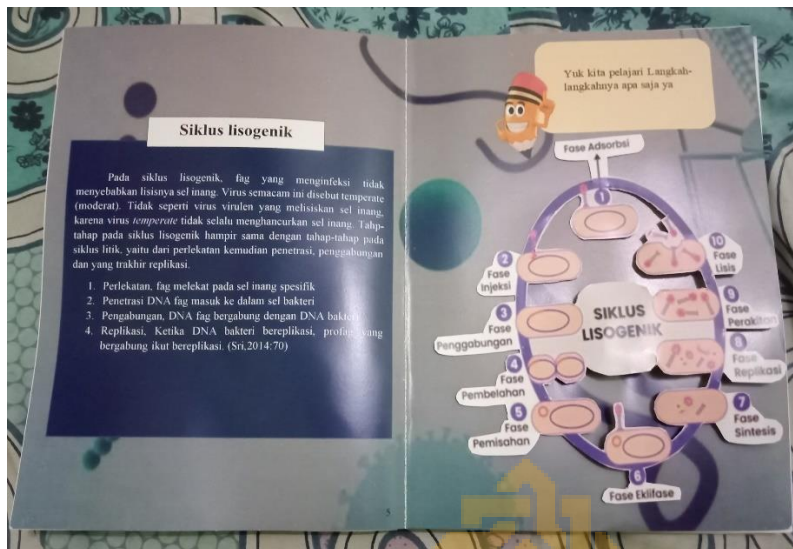 Siklus lisogenik
Pada siklus lisogenik, fag yang menginfeksi tidak
menyebabkan lisisnya sel inang. Virus semacam ini disebut temperate
(moderat). Tidak seperti virus virulen yang melisiskan sel inang,
karena virus temperate tidak selalu menghancurkan sel inang. Tahp-
tahap pada siklus lisogenik hampir sama dengan tahap-tahap pada
siklus litik, yaitu dari perlekatan kemudian penetrasi, penggabungan
dan yang trakhir replikasi.
1. Perlekatan, fag melekat pada sel inang spesifik
2. Penetrasi DNA fag masuk ke dalam sel bakteri
3. Pengabungan, DNA fag bergabung dengan DNA bakteri
4. Replikasi, Ketika DNA bakteri bereplikasi, profag yang
bergabung ikut bereplikasi. (Sri,2014:70)
5
Yuk kita pelajari Langkah-
langkahnya apa saja ya
Fase Adsorbsi
1
2
Fase
Injeksi
3
Fase
Penggabungan
4
Fase
Pembelahan
5
Fase
Pemisahan
6
Fase Eklifase
7
Fase
Sintesis
8
Fase
Replikasi
9
Fase
Perakitan
10
Fase
Lisis
SIKLUS
LISOGENIK